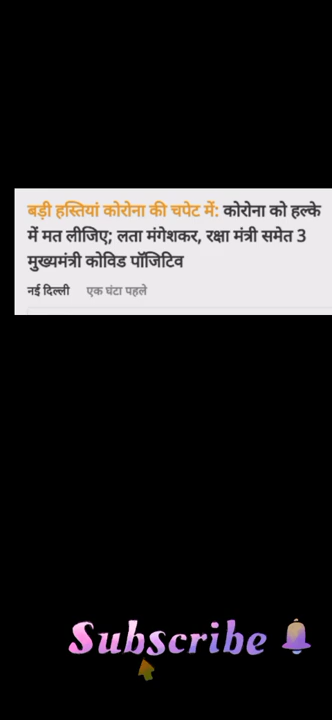 बड़ी हस्तियां कोरोना की चपेट में: कोरोना को हल्के
में मत लीजिए; लता मंगेशकर, रक्षा मंत्री समेत 3
मुख्यमंत्री कोविड पॉजिटिव
नई दिल्ली एक घंटा पहले
Subscribe